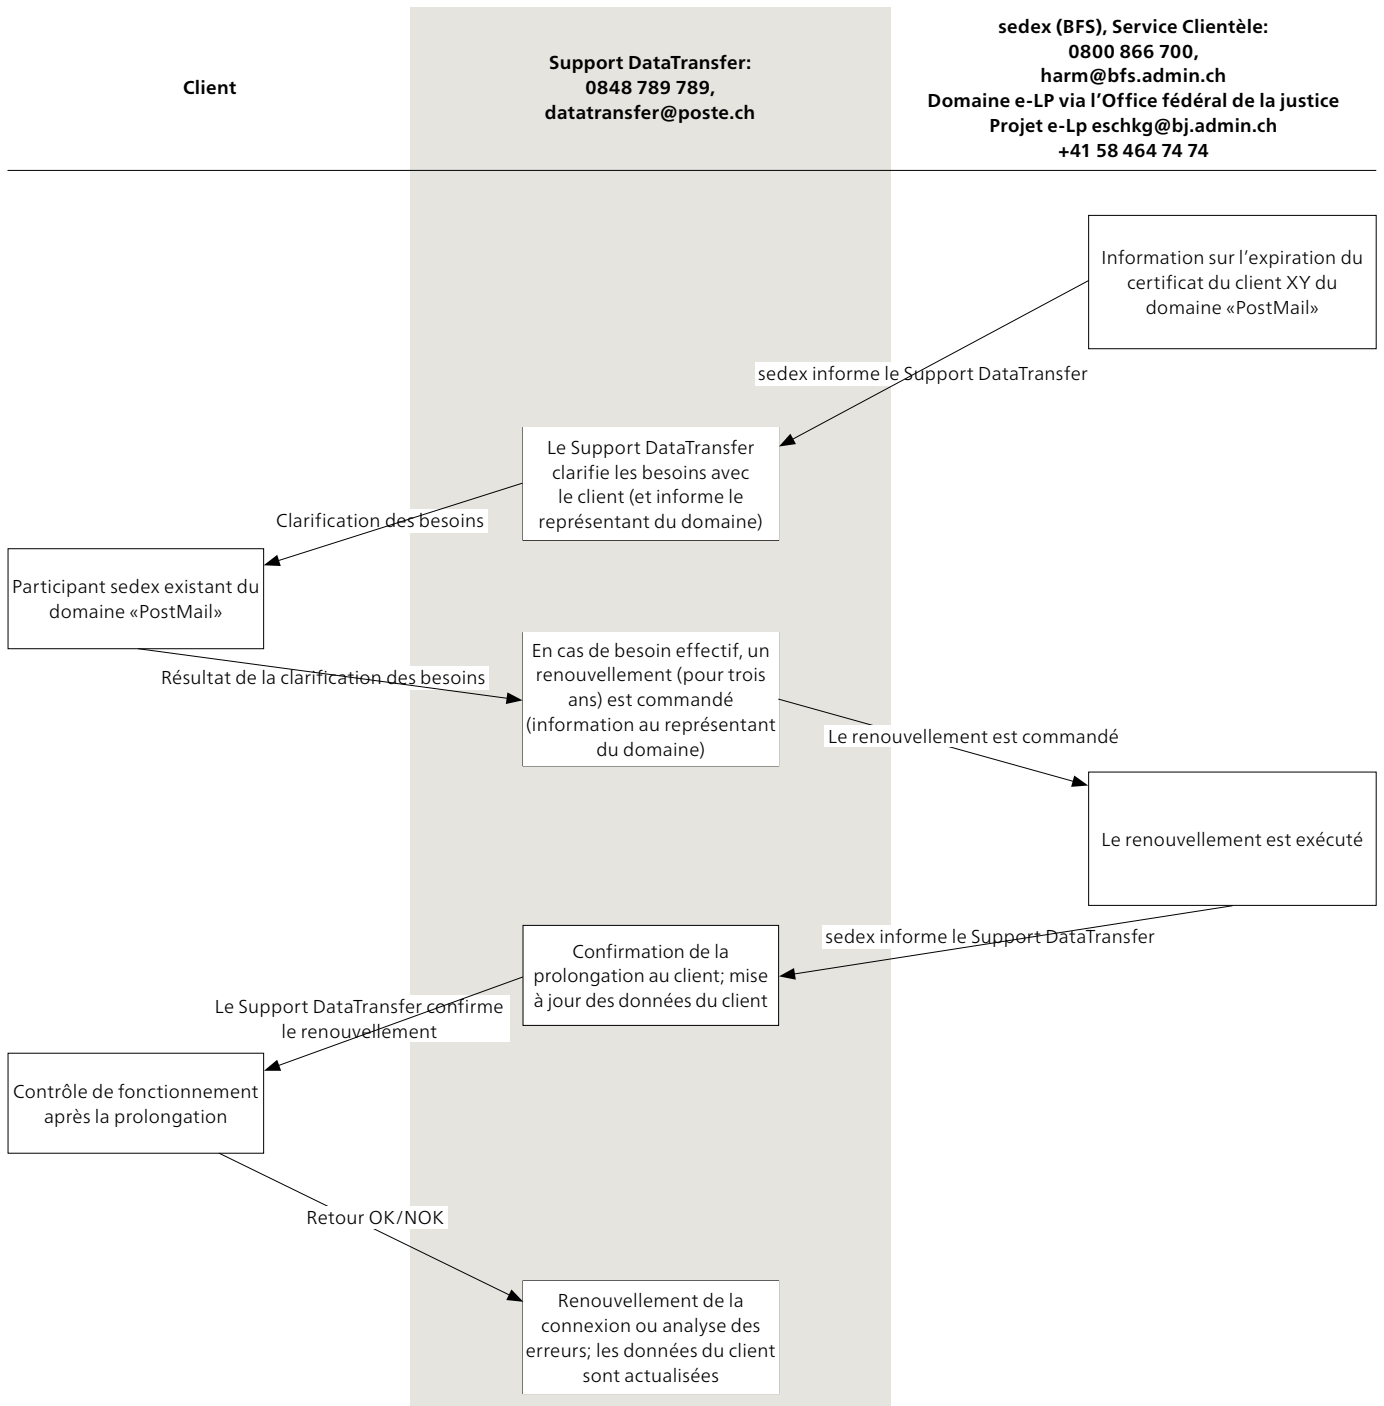 Client
Support DataTransfer:
0848 789 789,
datatransfer@poste.ch
sedex (BFS), Service Clientèle:
0800 866 700,
harm@bfs.admin.ch
Domaine e-LP via l'Office fédéral de la justice
Projet e-Lp eschkg@bj.admin.ch
+41 58 464 74 74
Information sur l'expiration du
certificat du client XY du
domaine «PostMail»
sedex informe le Support DataTransfer
Le Support DataTransfer
clarifie les besoins avec
le client (et informe le
représentant du domaine)
Clarification des besoins
Participant sedex existant du
domaine «PostMail»
Résultat de la clarification des besoins
En cas de besoin effectif, un
renouvellement (pour trois
ans) est commandé
(information au représentant
du domaine)
Le renouvellement est commandé
Le renouvellement est exécuté
sedex informe le Support DataTransfer
Confirmation de la
prolongation au client; mise
à jour des données du client
Le Support DataTransfer confirme
le renouvellement
Contrôle de fonctionnement
après la prolongation
Retour OK/NOK
Renouvellement de la
connexion ou analyse des
erreurs; les données du client
sont actualisées